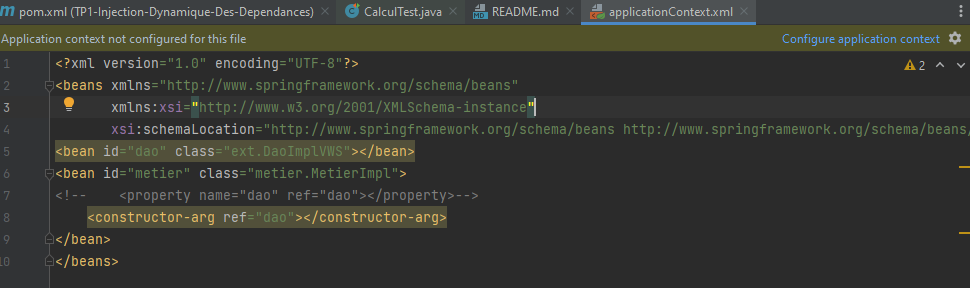 pom.xml (TP1-Injection-Dynamique-Des-Dependances) CalculTest.java README.md applicationContext.xml
Application context not configured for this file Configure application context
1 <?xml version="1.0" encoding="UTF-8"?> 2
2 <beans xmlns="http://www.springframework.org/schema/beans"
3 xmlns:xsi="http://www.w3.org/2001/XMLSchema-instance"
4 xsi:schemaLocation="http://www.springframework.org/schema/beans http://www.springframework.org/schema/beans/
5 <bean id="dao" class="ext.DaoImplVWS"></bean>
6 <bean id="metier" class="metier.MetierImpl">
7 <!-- <property name="dao" ref="dao"></property>-->
8 <constructor-arg ref="dao"></constructor-arg>
9 </bean>
10 </beans>